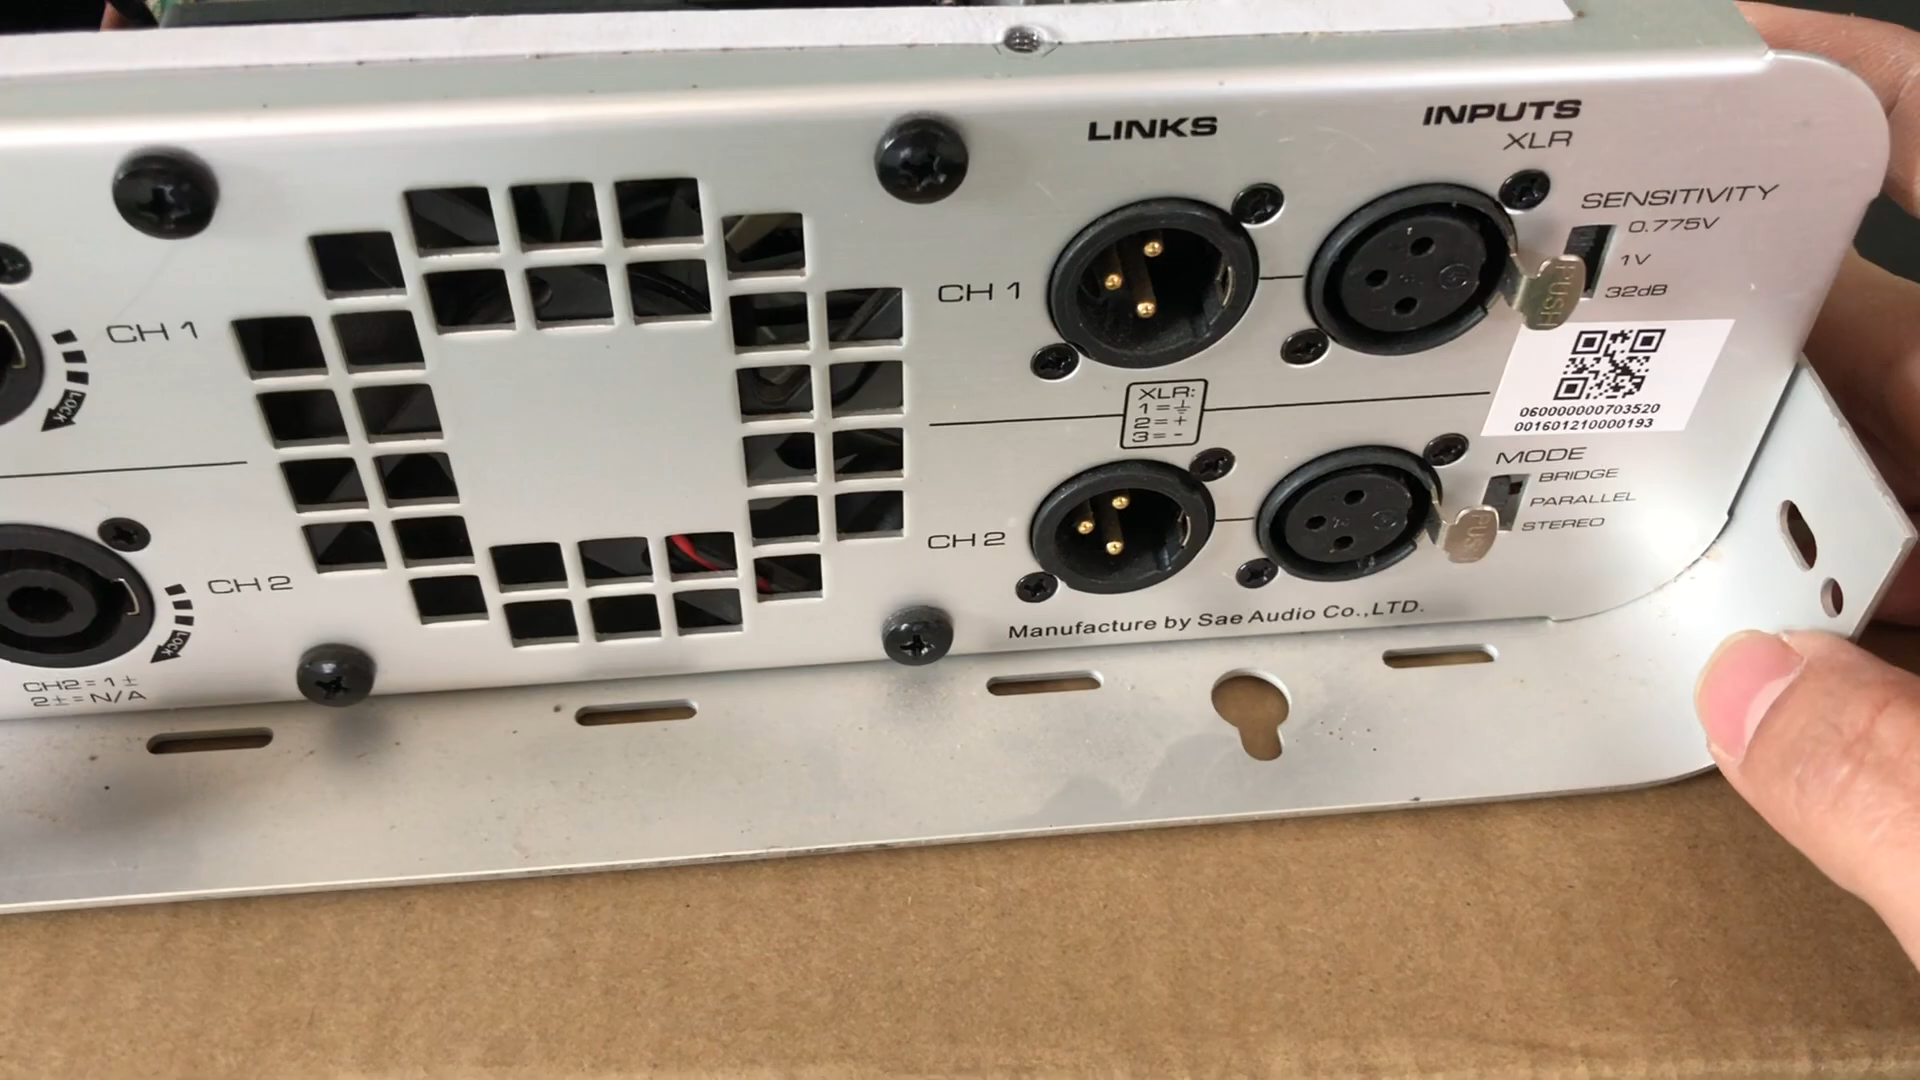 LINKS
INPUTS
XLR
SENSITIVITY
0.775V
1V
32dB
CH 1
PUSH
CH 1
LOCK
XLR:
1 = ⏚
2 = +
3 = -
060000000703520
001601210000193
MODE
BRIDGE
PARALLEL
STEREO
CH 2
PUSH
CH 2
LOCK
Manufacture by Sae Audio Co.,LTD.
CH2 = 1 ±
2± = N/A